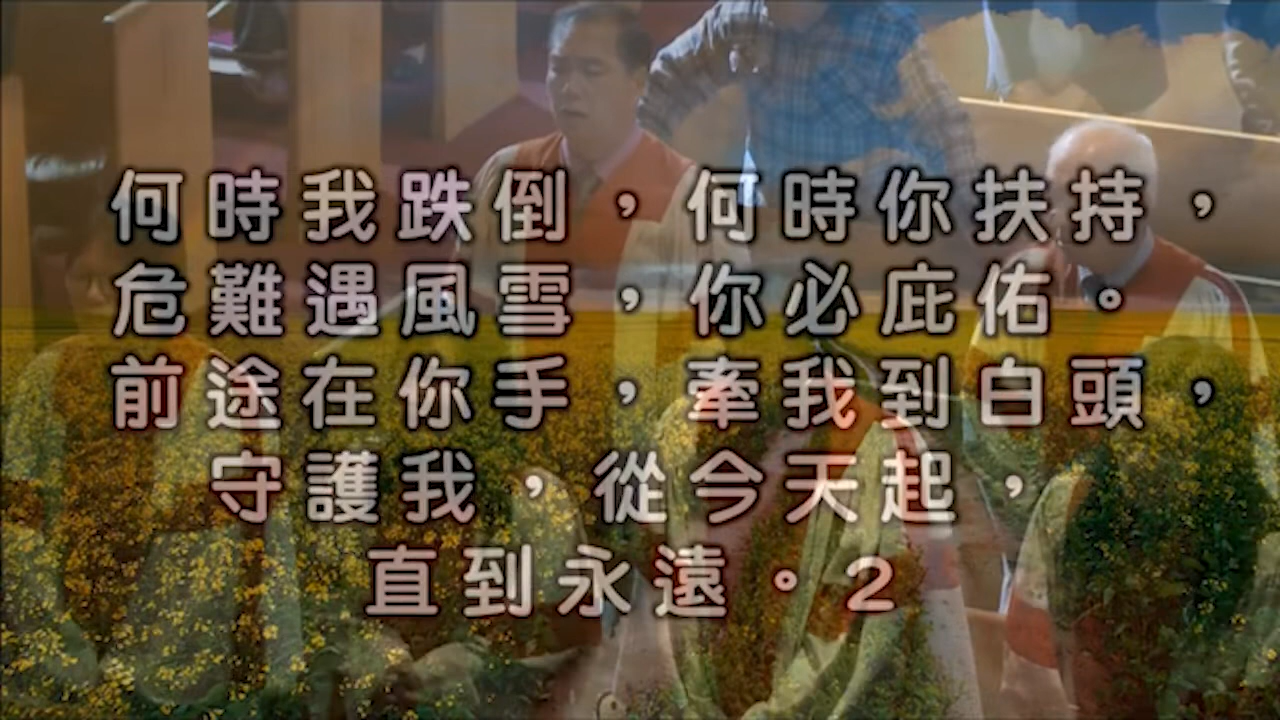 何時我跌倒，何時你扶持，
危難遇風雪，你必庇佑。
前途在你手，牽我到白頭，
守護我，從今天起，
直到永遠。2